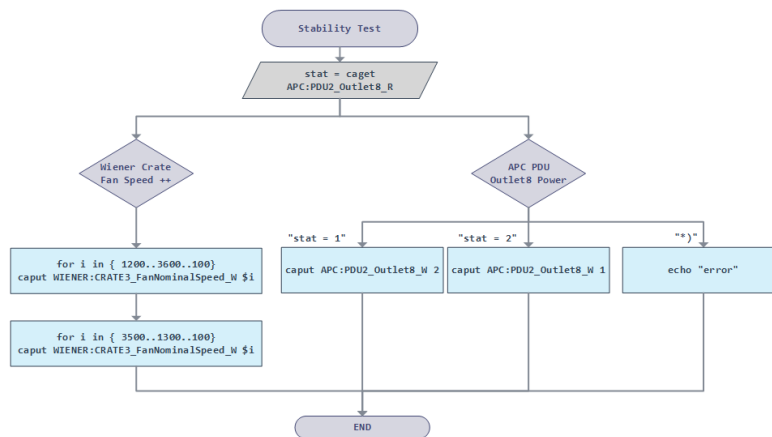 Stability Test
stat = caget
APC:PDU2_Outlet8_R
Wiener Crate
Fan Speed ++
APC PDU
Outlet8 Power
"stat = 1"
"stat = 2"
"*)"
for i in { 1200..3600..100}
caput WIENER:CRATE3_FanNominalSpeed_W $i
caput APC:PDU2_Outlet8_W 2
caput APC:PDU2_Outlet8_W 1
echo "error"
for i in { 3500..1300..100}
caput WIENER:CRATE3_FanNominalSpeed_W $i
END